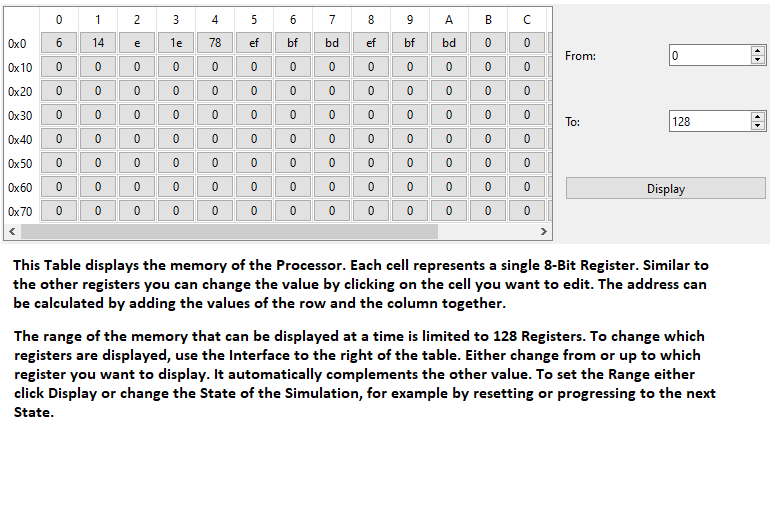 0 1 2 3 4 5 6 7 8 9 A B C
0x0 6 14 e 1e 78 ef bf bd ef bf bd 0 0
From: 0
0x10 0 0 0 0 0 0 0 0 0 0 0 0 0
0x20 0 0 0 0 0 0 0 0 0 0 0 0 0
0x30 0 0 0 0 0 0 0 0 0 0 0 0 0
To: 128
0x40 0 0 0 0 0 0 0 0 0 0 0 0 0
0x50 0 0 0 0 0 0 0 0 0 0 0 0 0
0x60 0 0 0 0 0 0 0 0 0 0 0 0 0
Display
0x70 0 0 0 0 0 0 0 0 0 0 0 0 0
This Table displays the memory of the Processor. Each cell represents a single 8-Bit Register. Similar to
the other registers you can change the value by clicking on the cell you want to edit. The address can
be calculated by adding the values of the row and the column together.
The range of the memory that can be displayed at a time is limited to 128 Registers. To change which
registers are displayed, use the Interface to the right of the table. Either change from or up to which
register you want to display. It automatically complements the other value. To set the Range either
click Display or change the State of the Simulation, for example by resetting or progressing to the next
State.